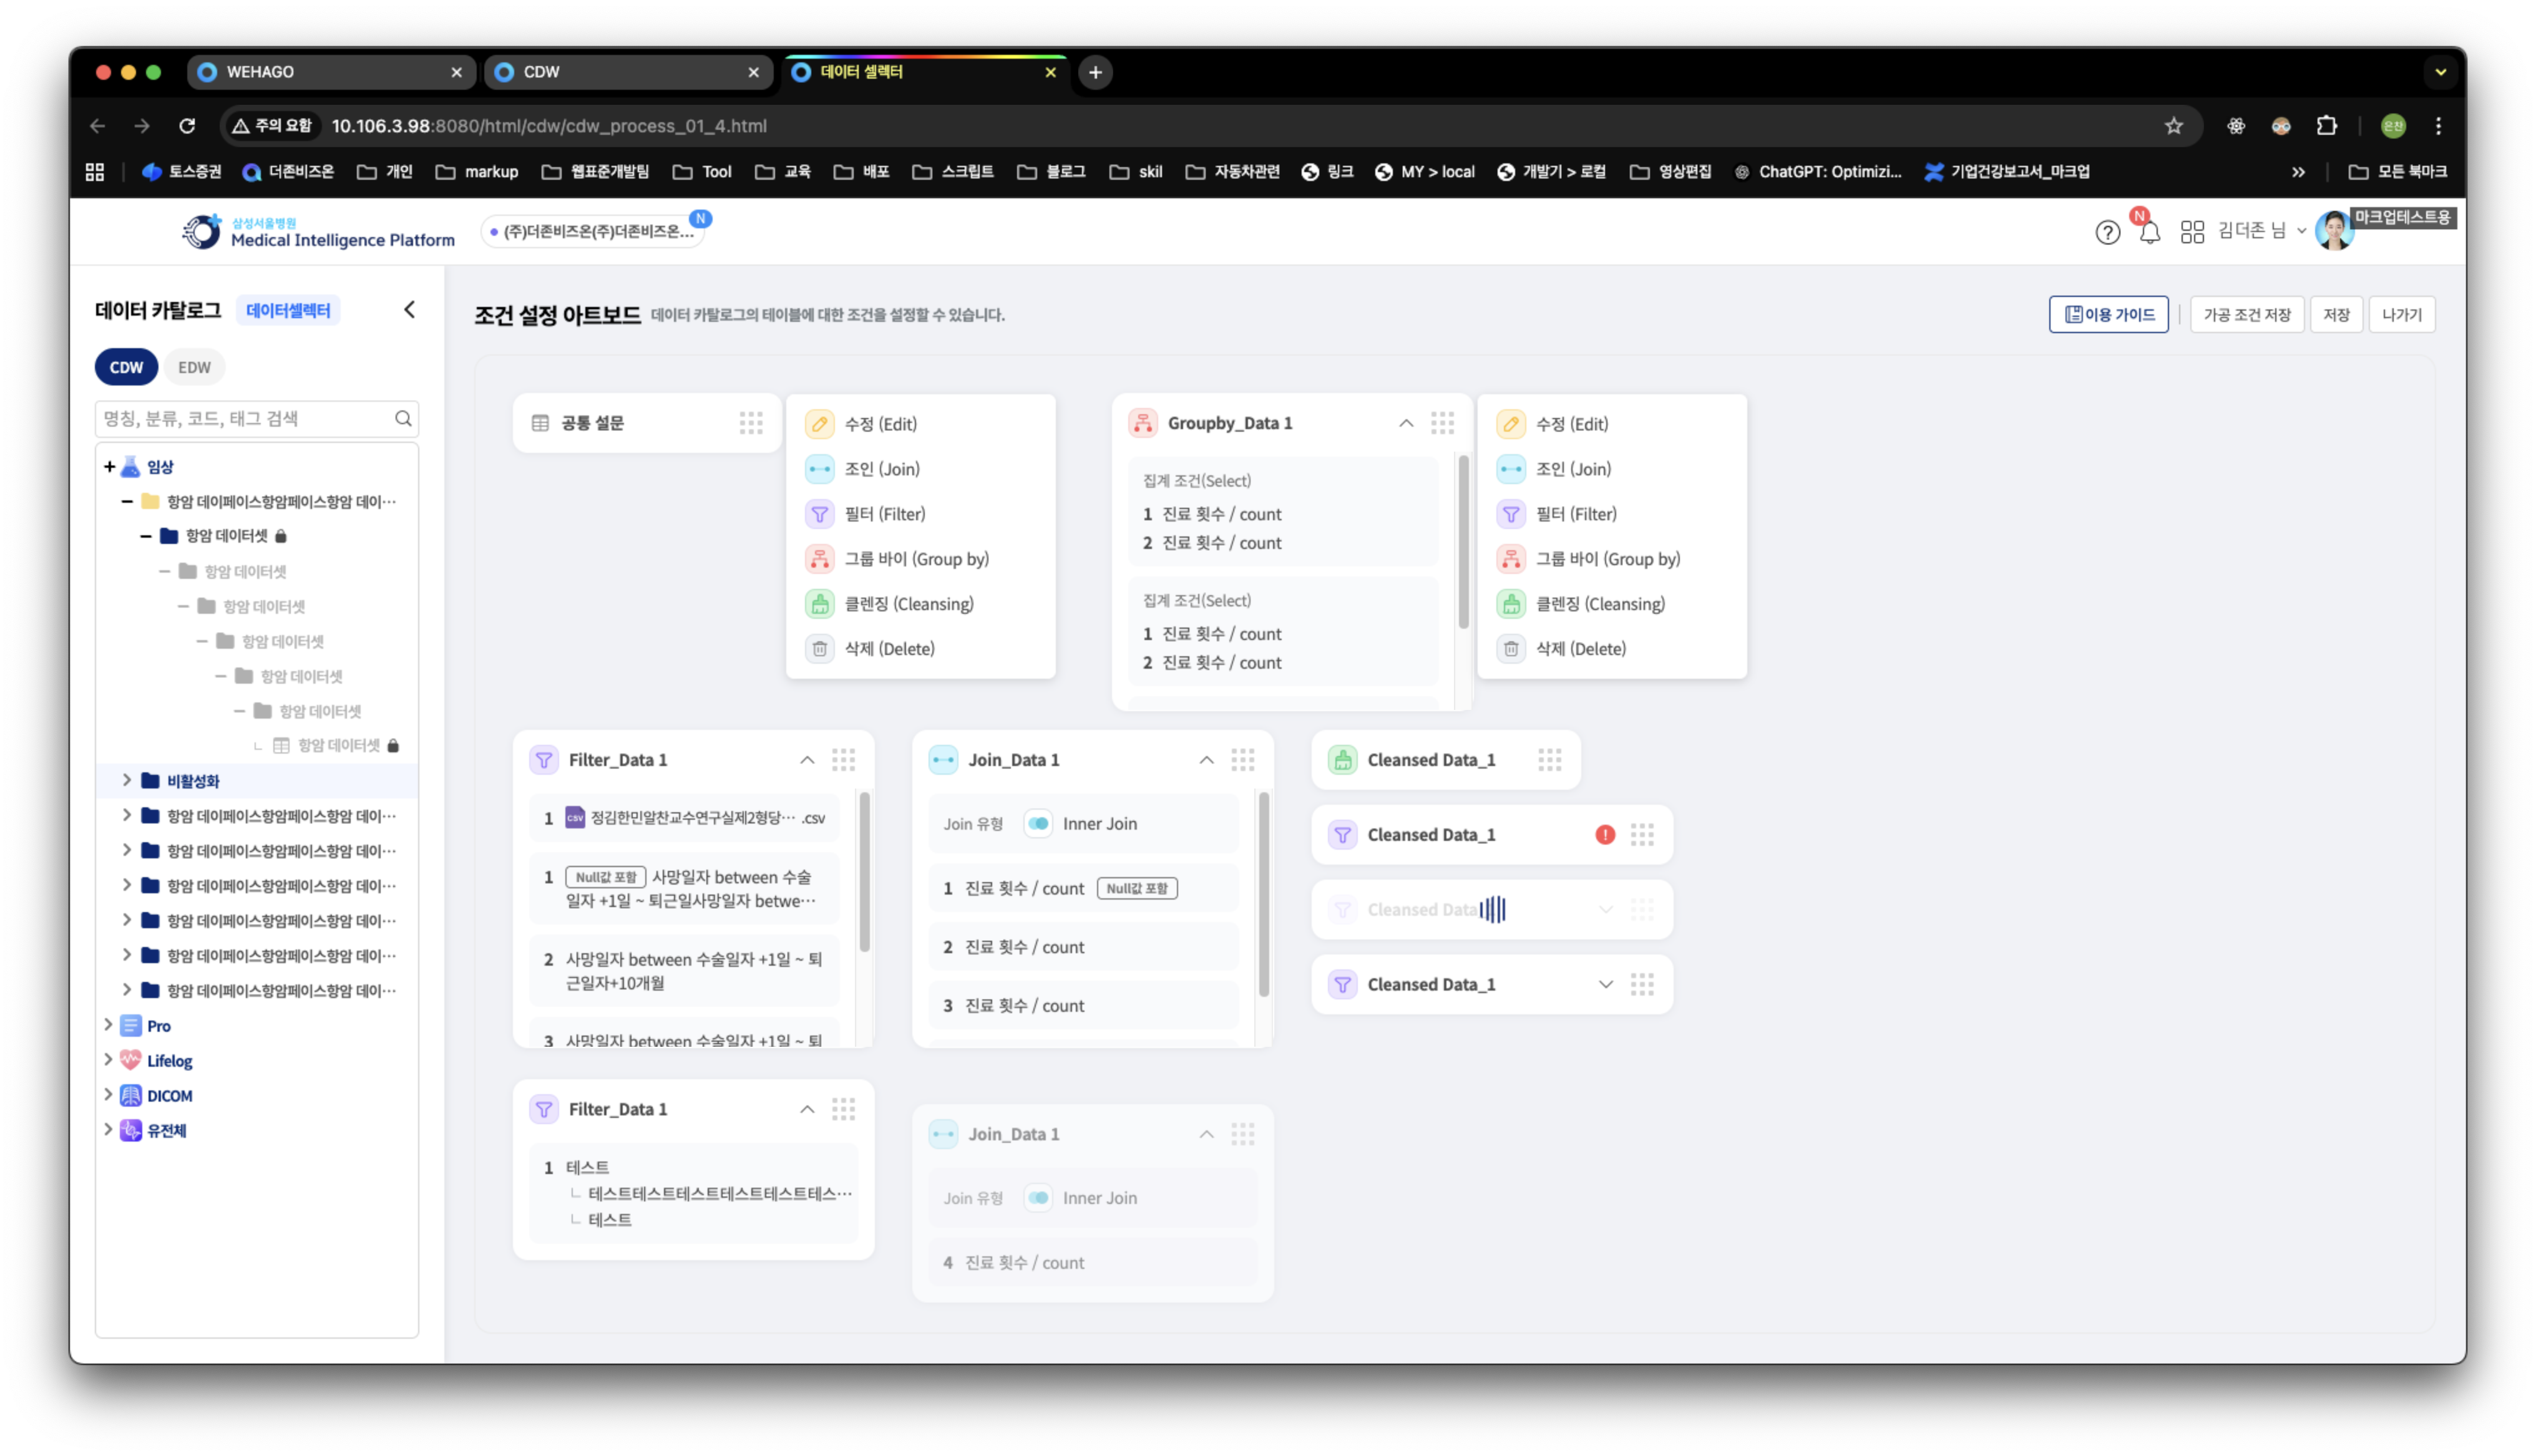 WEHAGO
CDW
데이터 셀렉터
주의 요함
10.106.3.98:8080/html/cdw/cdw_process_01_4.html
은찬
토스증권
더존비즈온
개인
markup
웹표준개발팀
Tool
교육
배포
스크립트
블로그
skil
자동차관련
링크
MY > local
개발기 > 로컬
영상편집
ChatGPT: Optimizi...
기업건강보고서_마크업
모든 북마크
삼성서울병원
Medical Intelligence Platform
(주)더존비즈온(주)더존비즈온...
N
N
김더존 님
마크업테스트용
데이터 카탈로그
데이터셀렉터
CDW
EDW
명칭, 분류, 코드, 태그 검색
임상
항암 데이페이스항암페이스항암 데이…
항암 데이터셋
항암 데이터셋
항암 데이터셋
항암 데이터셋
항암 데이터셋
항암 데이터셋
항암 데이터셋
비활성화
항암 데이페이스항암페이스항암 데이…
항암 데이페이스항암페이스항암 데이…
항암 데이페이스항암페이스항암 데이…
항암 데이페이스항암페이스항암 데이…
항암 데이페이스항암페이스항암 데이…
항암 데이페이스항암페이스항암 데이…
Pro
Lifelog
DICOM
유전체
조건 설정 아트보드
데이터 카탈로그의 테이블에 대한 조건을 설정할 수 있습니다.
이용 가이드
가공 조건 저장
저장
나가기
공통 설문
수정 (Edit)
조인 (Join)
필터 (Filter)
그룹 바이 (Group by)
클렌징 (Cleansing)
삭제 (Delete)
Groupby_Data 1
집계 조건(Select)
1 진료 횟수 / count
2 진료 횟수 / count
집계 조건(Select)
1 진료 횟수 / count
2 진료 횟수 / count
수정 (Edit)
조인 (Join)
필터 (Filter)
그룹 바이 (Group by)
클렌징 (Cleansing)
삭제 (Delete)
Filter_Data 1
1 CSV 정김한민알찬교수연구실제2형당… .csv
1 Null값 포함 사망일자 between 수술
일자 +1일 ~ 퇴근일사망일자 betwe…
2 사망일자 between 수술일자 +1일 ~ 퇴
근일자+10개월
3 사망일자 between 수술일자 +1일 ~ 퇴
Join_Data 1
Join 유형 Inner Join
1 진료 횟수 / count Null값 포함
2 진료 횟수 / count
3 진료 횟수 / count
Cleansed Data_1
Cleansed Data_1
Cleansed Data
Cleansed Data_1
Filter_Data 1
1 테스트
테스트테스트테스트테스트테스트테스…
테스트
Join_Data 1
Join 유형 Inner Join
4 진료 횟수 / count